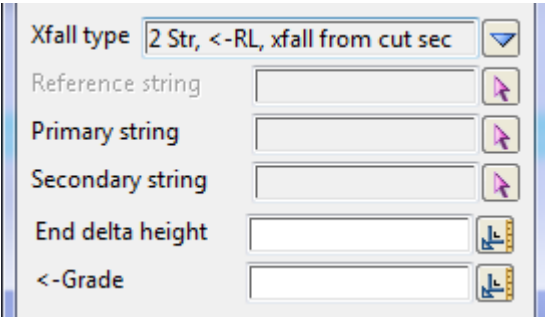 Xfall type 2 Str, <-RL, xfall from cut sec
Reference string
Primary string
Secondary string
End delta height
<-Grade